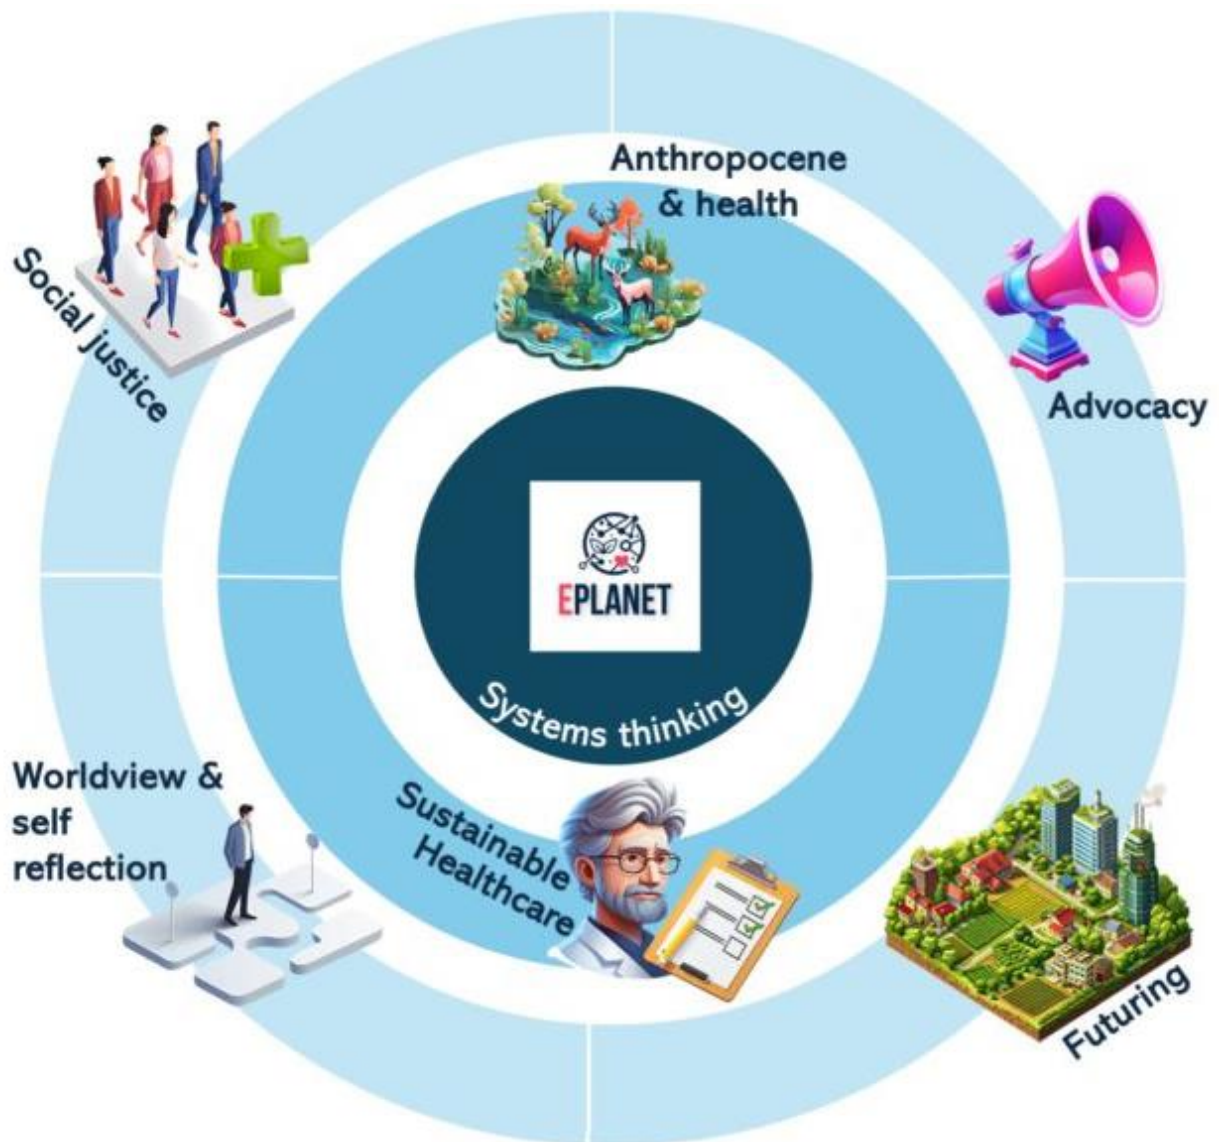 Anthropocene
& health
Social justice
Advocacy
EPLANET
Systems thinking
Worldview &
self
reflection
Sustainable
Healthcare
Futuring